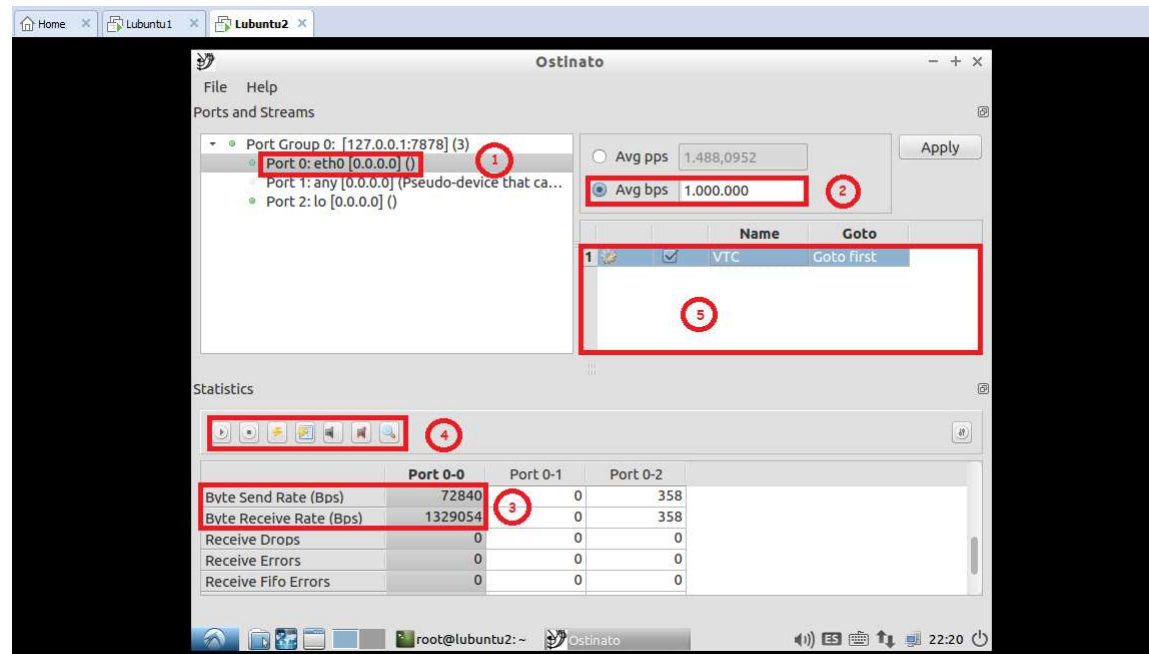 Home
Lubuntu1
Lubuntu2
Ostinato
File Help
Ports and Streams
Port Group 0: [127.0.0.1:7878] (3)
Port 0: eth0 [0.0.0.0] ()
Port 1: any [0.0.0.0] (Pseudo-device that ca...
Port 2: lo [0.0.0.0] ()
1
Avg pps 1.488,0952
Avg bps 1.000.000
2
Apply
Name Goto
1 VTC Goto first
5
Statistics
4
Port 0-0 Port 0-1 Port 0-2
Byte Send Rate (Bps) 72840 0 358
Byte Receive Rate (Bps) 1329054 0 358
3
Receive Drops 0 0 0
Receive Errors 0 0 0
Receive Fifo Errors 0 0 0
root@lubuntu2: ~ Ostinato ES 22:20